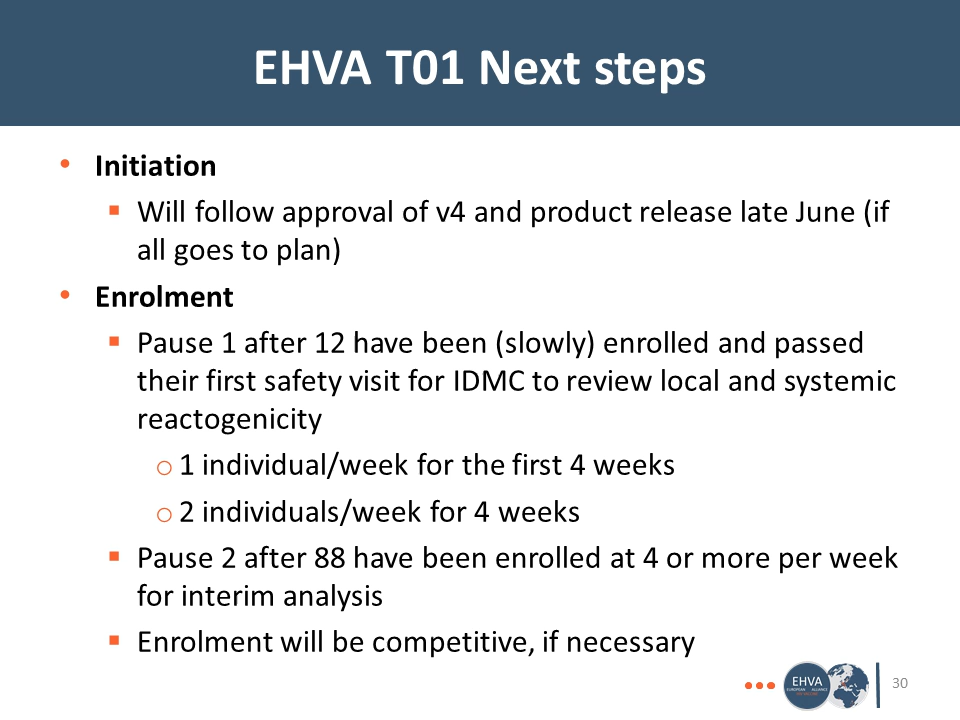 EHVA T01 Next steps
• Initiation
▪ Will follow approval of v4 and product release late June (if
all goes to plan)
• Enrolment
▪ Pause 1 after 12 have been (slowly) enrolled and passed
their first safety visit for IDMC to review local and systemic
reactogenicity
o 1 individual/week for the first 4 weeks
o 2 individuals/week for 4 weeks
▪ Pause 2 after 88 have been enrolled at 4 or more per week
for interim analysis
▪ Enrolment will be competitive, if necessary
EHVA
EUROPEAN ALLIANCE
30